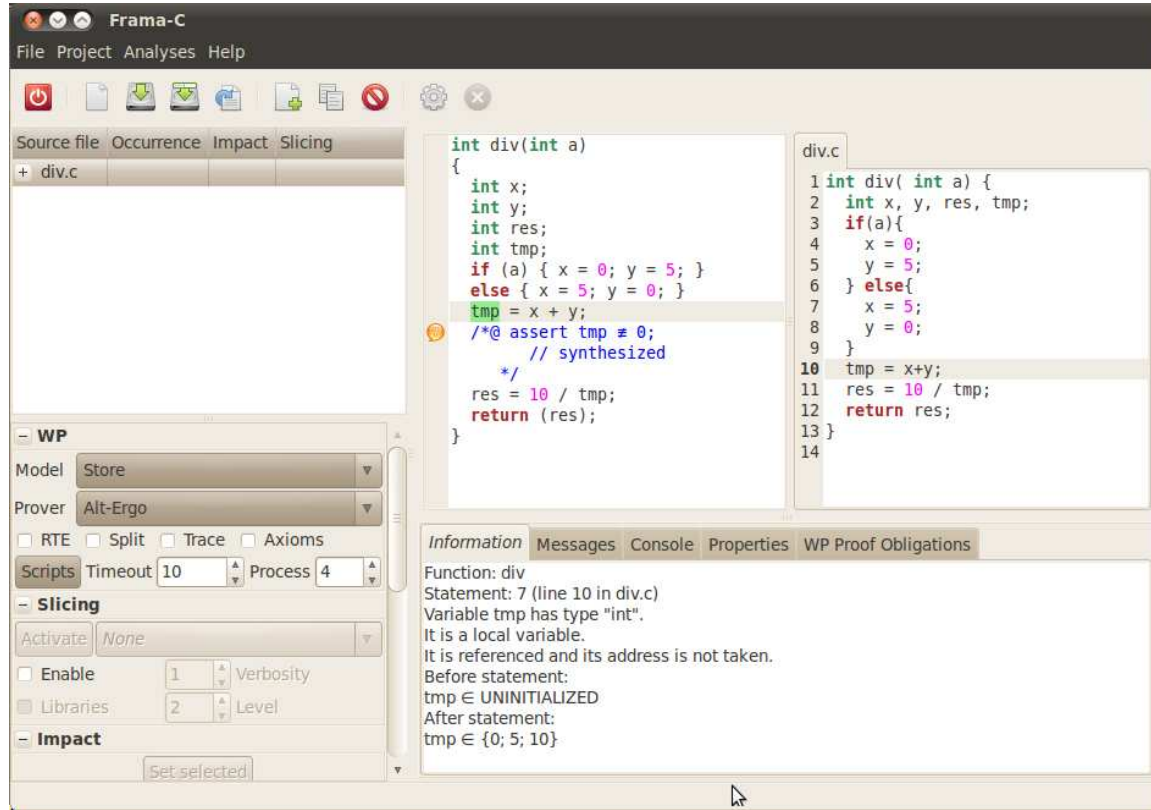 Frama-C
File Project Analyses Help
Source file Occurrence Impact Slicing
+ div.c
int div(int a)
{
int x;
int y;
int res;
int tmp;
if (a) { x = 0; y = 5; }
else { x = 5; y = 0; }
tmp = x + y;
/*@ assert tmp ≢ 0;
// synthesized
*/
res = 10 / tmp;
return (res);
}
div.c
1 int div( int a) {
2 int x, y, res, tmp;
3 if(a){
4 x = 0;
5 y = 5;
6 } else{
7 x = 5;
8 y = 0;
9 }
10 tmp = x+y;
11 res = 10 / tmp;
12 return res;
13 }
14
− WP
Model Store
Prover Alt-Ergo
RTE Split Trace Axioms
Scripts Timeout 10 Process 4
− Slicing
Activate None
Enable 1 Verbosity
Libraries 2 Level
− Impact
Set selected
Information Messages Console Properties WP Proof Obligations
Function: div
Statement: 7 (line 10 in div.c)
Variable tmp has type "int".
It is a local variable.
It is referenced and its address is not taken.
Before statement:
tmp ∈ UNINITIALIZED
After statement:
tmp ∈ {0; 5; 10}